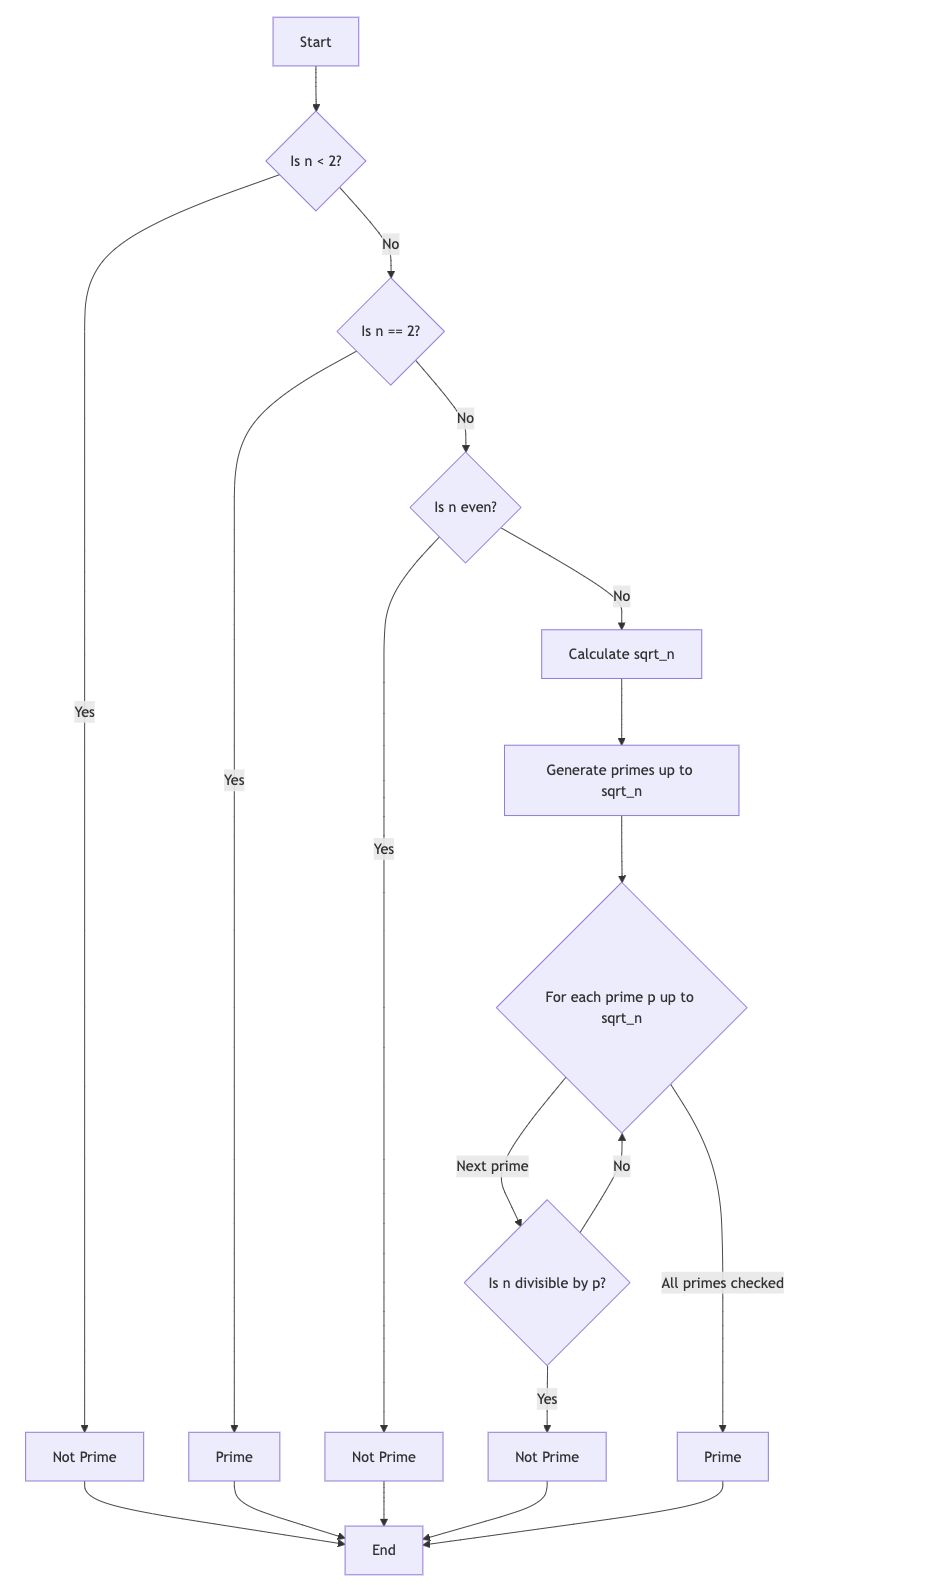 Start
Is n < 2?
No
Is n == 2?
No
Is n even?
No
Calculate sqrt_n
Yes
Generate primes up to
sqrt_n
Yes
Yes
For each prime p up to
sqrt_n
Next prime
No
Is n divisible by p?
All primes checked
Yes
Not Prime
Prime
Not Prime
Not Prime
Prime
End